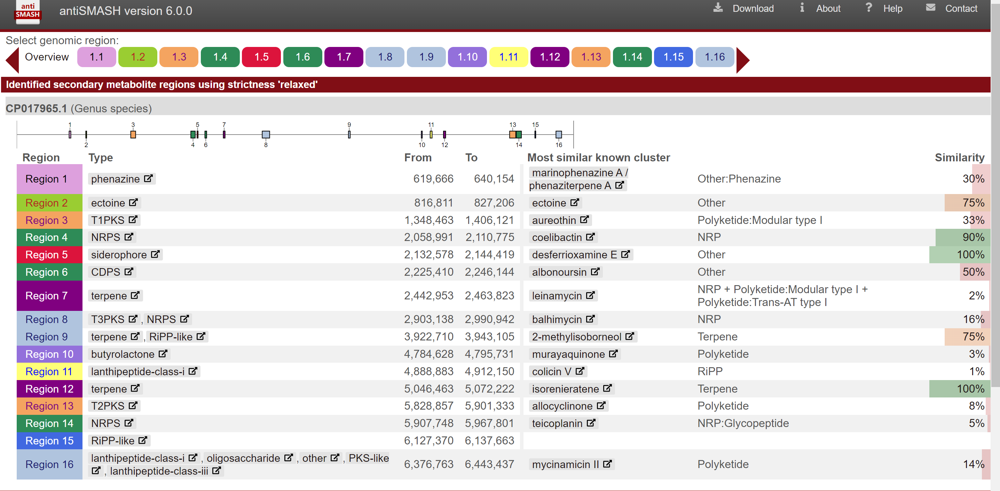 anti
SMASH
antiSMASH version 6.0.0
Download About Help Contact
Select genomic region:
Overview 1.1 1.2 1.3 1.4 1.5 1.6 1.7 1.8 1.9 1.10 1.11 1.12 1.13 1.14 1.15 1.16
Identified secondary metabolite regions using strictness 'relaxed'
CP017965.1 (Genus species)
1 3 5 7 9 11 13 15
2 4 6 8 10 12 14 16
Region Type From To Most similar known cluster Similarity
Region 1 phenazine 619,666 640,154 marinophenazine A / Other:Phenazine 30%
phenaziterpene A
Region 2 ectoine 816,811 827,206 ectoine Other 75%
Region 3 T1PKS 1,348,463 1,406,121 aureothin Polyketide:Modular type I 33%
Region 4 NRPS 2,058,991 2,110,775 coelibactin NRP 90%
Region 5 siderophore 2,132,578 2,144,419 desferrioxamine E Other 100%
Region 6 CDPS 2,225,410 2,246,144 albonoursin Other 50%
Region 7 terpene 2,442,953 2,463,823 leinamycin NRP + Polyketide:Modular type I + 2%
Polyketide:Trans-AT type I
Region 8 T3PKS , NRPS 2,903,138 2,990,942 balhimycin NRP 16%
Region 9 terpene , RiPP-like 3,922,710 3,943,105 2-methylisoborneol Terpene 75%
Region 10 butyrolactone 4,784,628 4,795,731 murayaquinone Polyketide 3%
Region 11 lanthipeptide-class-i 4,888,883 4,912,150 colicin V RiPP 1%
Region 12 terpene 5,046,463 5,072,222 isorenieratene Terpene 100%
Region 13 T2PKS 5,828,857 5,901,333 allocyclinone Polyketide 8%
Region 14 NRPS 5,907,748 5,967,801 teicoplanin NRP:Glycopeptide 5%
Region 15 RiPP-like 6,127,370 6,137,663
Region 16 lanthipeptide-class-i , oligosaccharide , other , PKS-like 6,376,763 6,443,437 mycinamicin II Polyketide 14%
, lanthipeptide-class-iii